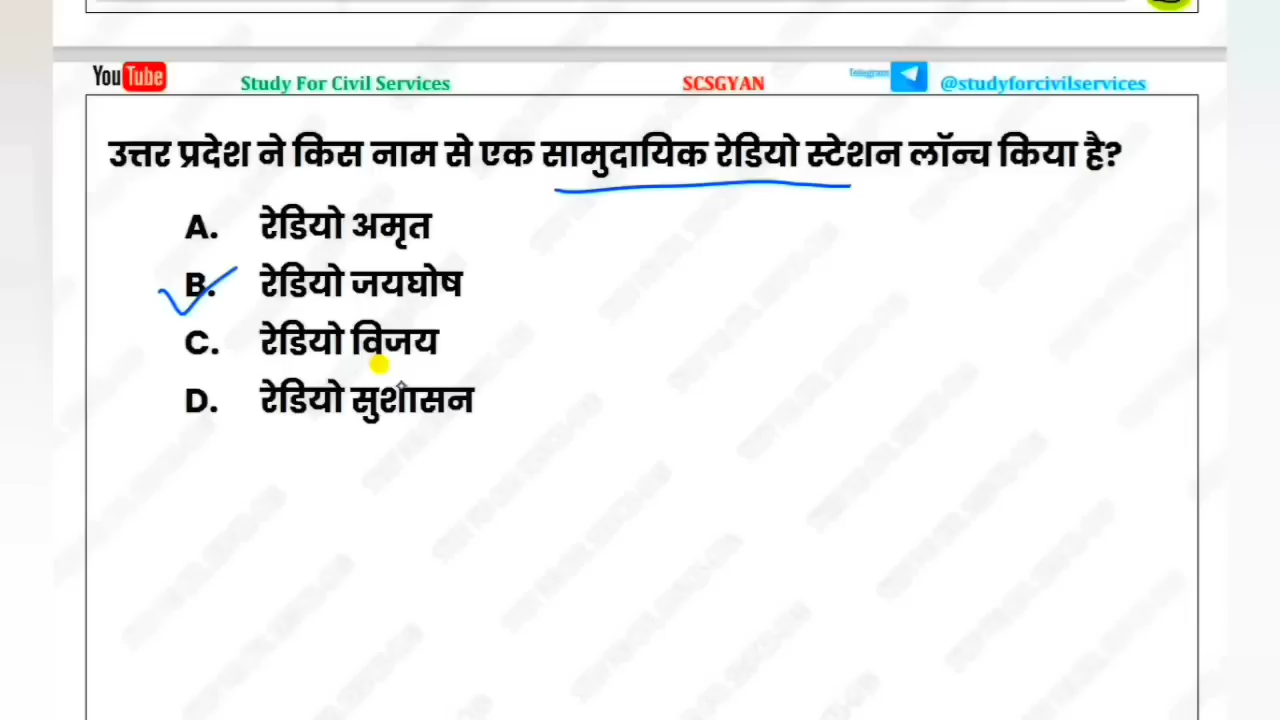 YouTube Study For Civil Services SCSGYAN Telegram @studyforcivilservices
उत्तर प्रदेश ने किस नाम से एक सामुदायिक रेडियो स्टेशन लॉन्च किया है?
A. रेडियो अमृत
B. रेडियो जयघोष
C. रेडियो विजय
D. रेडियो सुशासन